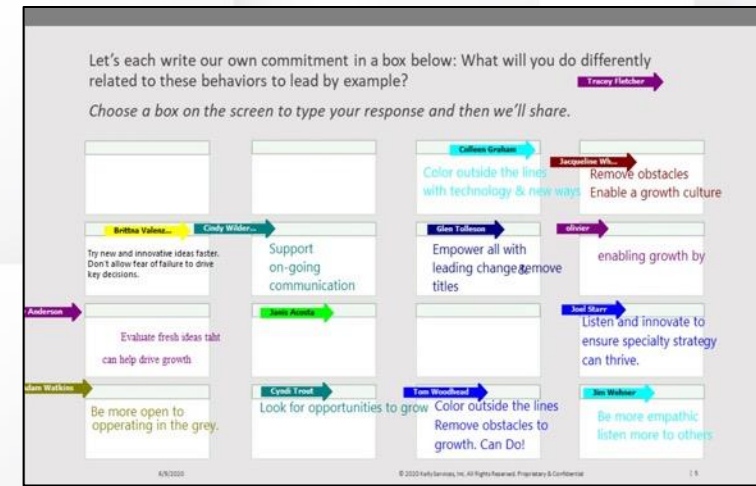 Let's each write our own commitment in a box below: What will you do differently
related to these behaviors to lead by example?
Tracey Fletcher
Choose a box on the screen to type your response and then we'll share.
Colleen Graham
Color outside the lines
with technology & new ways
Jacqueline Wh...
Remove obstacles
Enable a growth culture
Brittna Valenz...
Try new and innovative ideas faster.
Don't allow fear of failure to drive
key decisions.
Cindy Wilder...
Support
on-going
communication
Glen Tolleson
Empower all with
leading change & remove
titles
olivier
enabling growth by
Anderson
Evaluate fresh ideas taht
can help drive growth
Janis Acosta
Joel Starr
Listen and innovate to
ensure specialty strategy
can thrive.
dam Watkins
Be more open to
opperating in the grey.
Cyndi Trout
Look for opportunities to grow
Tom Woodhead
Color outside the lines
Remove obstacles to
growth. Can Do!
Jim Wehner
Be more empathic
listen more to others
6/9/2020
© 2020 Kelly Services, Inc. All Rights Reserved. Proprietary & Confidential
| 5